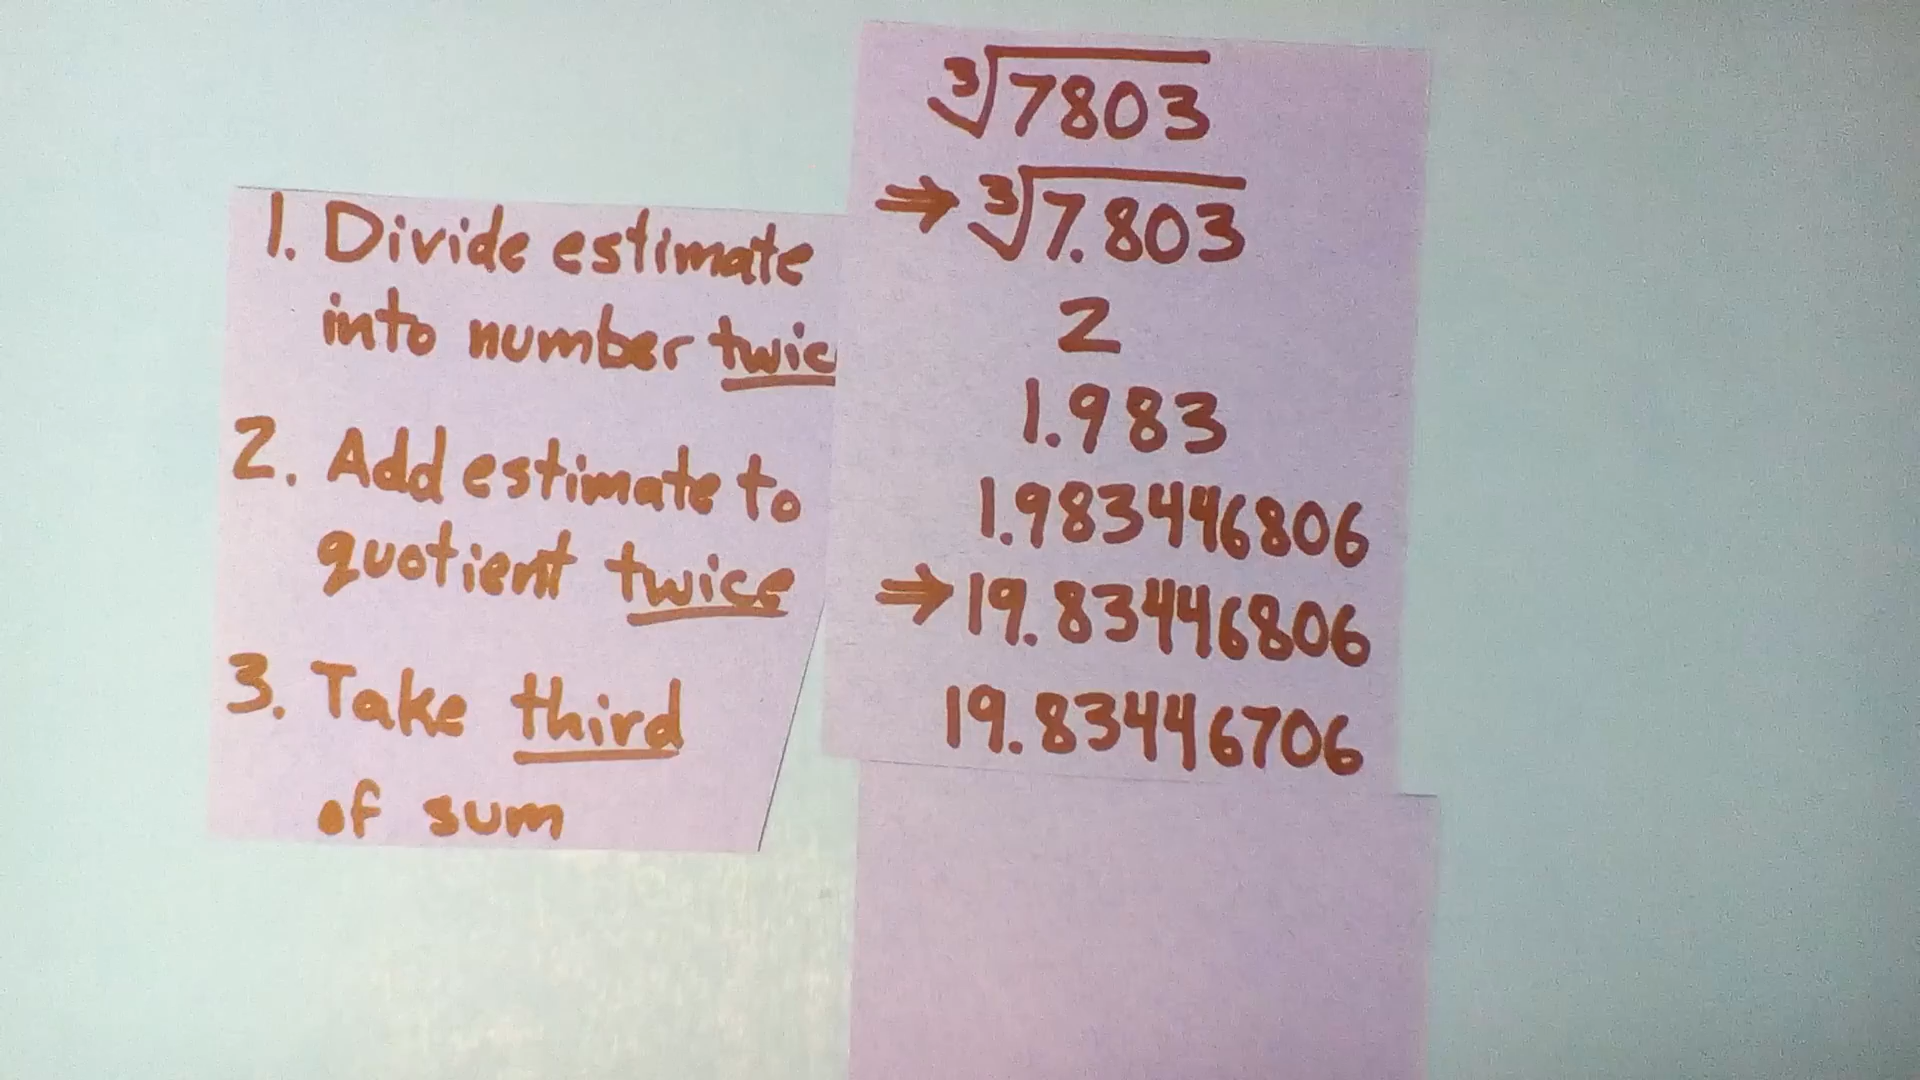 1. Divide estimate
into number twic
2. Add estimate to
quotient twice
3. Take third
of sum
∛7803
⇒ ∛7.803
2
1.983
1.983446806
⇒ 19.83446806
19.83446706